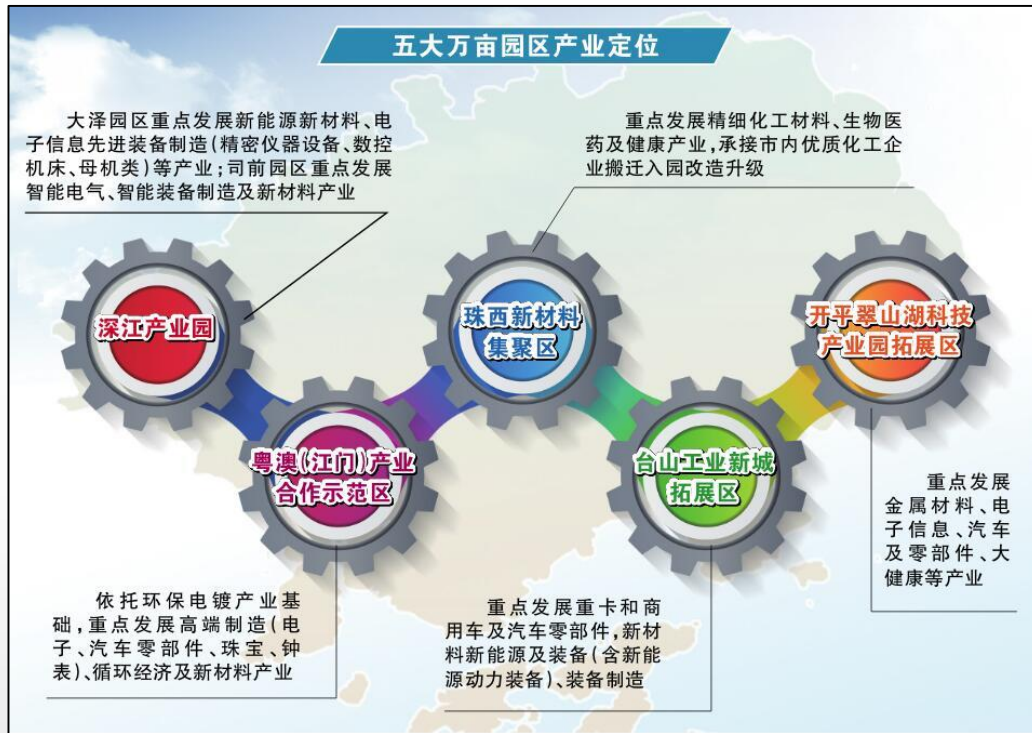 五大万亩园区产业定位
大泽园区重点发展新能源新材料、电
子信息先进装备制造(精密仪器设备、数控
机床、母机类)等产业;司前园区重点发展
智能电气、智能装备制造及新材料产业
重点发展精细化工材料、生物医
药及健康产业,承接市内优质化工企
业搬迁入园改造升级
深江产业园
珠西新材料
集聚区
开平翠山湖科技
产业园拓展区
粤澳(江门)产业
合作示范区
台山工业新城
拓展区
重点发展
金属材料、电
子信息、汽车
及零部件、大
健康等产业
依托环保电镀产业基
础,重点发展高端制造(电
子、汽车零部件、珠宝、钟
表)、循环经济及新材料产业
重点发展重卡和商
用车及汽车零部件,新材
料新能源及装备(含新能
源动力装备)、装备制造